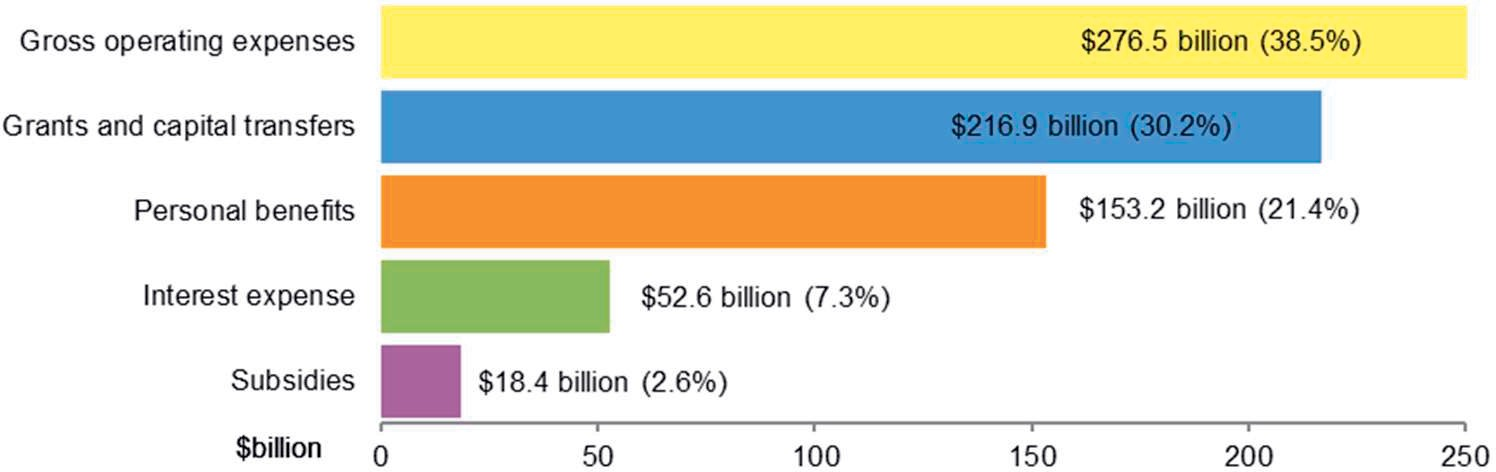 Gross operating expenses $276.5 billion (38.5%)
Grants and capital transfers $216.9 billion (30.2%)
Personal benefits $153.2 billion (21.4%)
Interest expense $52.6 billion (7.3%)
Subsidies $18.4 billion (2.6%)
$billion 0 50 100 150 200 250